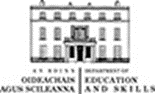 AN ROINN
OIDEACHAIS
AGUS SCILEANNA
DEPARTMENT OF
EDUCATION
AND SKILLS